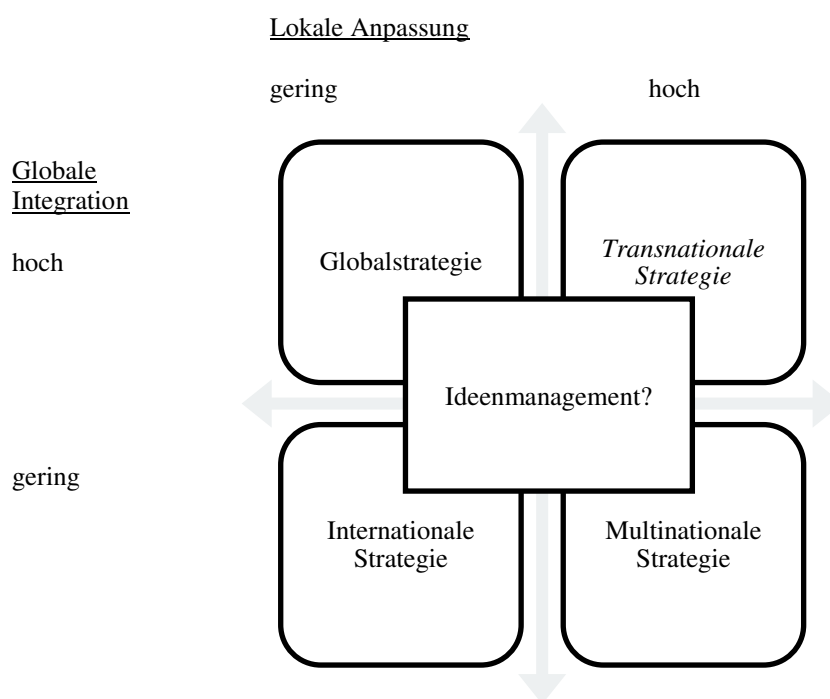 Lokale Anpassung
gering
hoch
Globale
Integration
hoch
Globalstrategie
Transnationale
Strategie
Ideenmanagement?
gering
Internationale
Strategie
Multinationale
Strategie